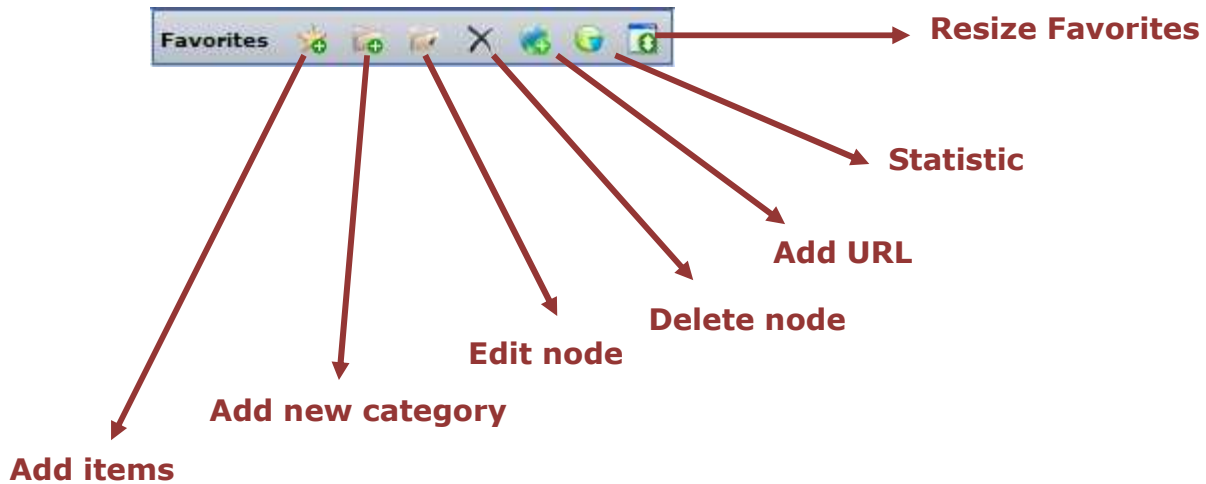 Favorites
Resize Favorites
Statistic
Add URL
Delete node
Edit node
Add new category
Add items